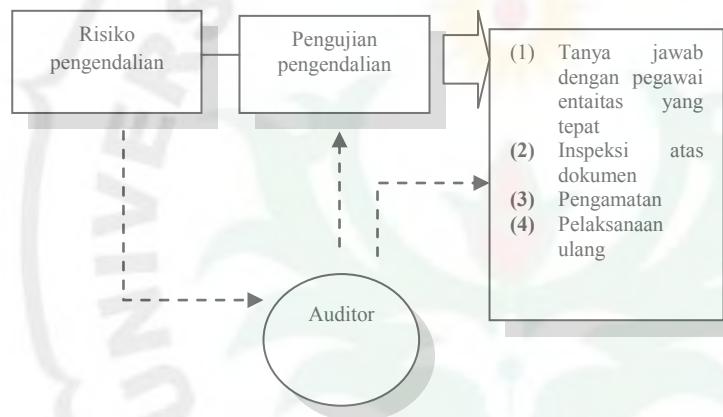 Risiko
pengendalian
Pengujian
pengendalian
(1) Tanya jawab
dengan pegawai
entaitas yang
tepat
(2) Inspeksi atas
dokumen
(3) Pengamatan
(4) Pelaksanaan
ulang
Auditor
UNIVERS